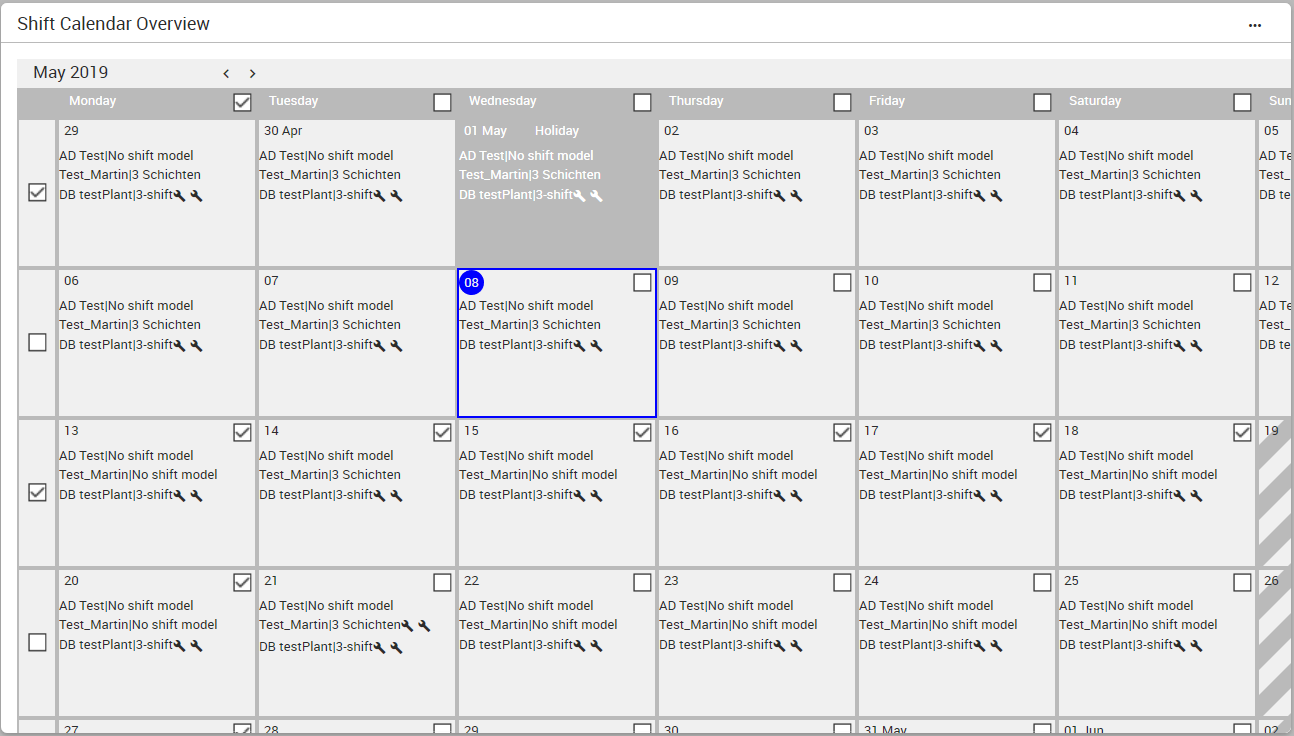 Shift Calendar Overview
May 2019
Monday Tuesday Wednesday Thursday Friday Saturday Sun
29 30 Apr 01 May Holiday 02 03 04 05
AD Test|No shift model AD Test|No shift model AD Test|No shift model AD Test|No shift model AD Test|No shift model AD Test|No shift model AD Te
Test_Martin|3 Schichten Test_Martin|3 Schichten Test_Martin|3 Schichten Test_Martin|3 Schichten Test_Martin|3 Schichten Test_Martin|3 Schichten Test_
DB testPlant|3-shift DB testPlant|3-shift DB testPlant|3-shift DB testPlant|3-shift DB testPlant|3-shift DB testPlant|3-shift DB te
06 07 08 09 10 11 12
AD Test|No shift model AD Test|No shift model AD Test|No shift model AD Test|No shift model AD Test|No shift model AD Test|No shift model AD Te
Test_Martin|3 Schichten Test_Martin|3 Schichten Test_Martin|3 Schichten Test_Martin|3 Schichten Test_Martin|3 Schichten Test_Martin|3 Schichten Test_
DB testPlant|3-shift DB testPlant|3-shift DB testPlant|3-shift DB testPlant|3-shift DB testPlant|3-shift DB testPlant|3-shift DB te
13 14 15 16 17 18 19
AD Test|No shift model AD Test|No shift model AD Test|No shift model AD Test|No shift model AD Test|No shift model AD Test|No shift model
Test_Martin|No shift model Test_Martin|3 Schichten Test_Martin|No shift model Test_Martin|No shift model Test_Martin|No shift model Test_Martin|No shift model
DB testPlant|3-shift DB testPlant|3-shift DB testPlant|3-shift DB testPlant|3-shift DB testPlant|3-shift DB testPlant|3-shift
20 21 22 23 24 25 26
AD Test|No shift model AD Test|No shift model AD Test|No shift model AD Test|No shift model AD Test|No shift model AD Test|No shift model
Test_Martin|No shift model Test_Martin|3 Schichten Test_Martin|No shift model Test_Martin|No shift model Test_Martin|No shift model Test_Martin|No shift model
DB testPlant|3-shift DB testPlant|3-shift DB testPlant|3-shift DB testPlant|3-shift DB testPlant|3-shift DB testPlant|3-shift
27 28 29 30 31 May 01 Jun 02